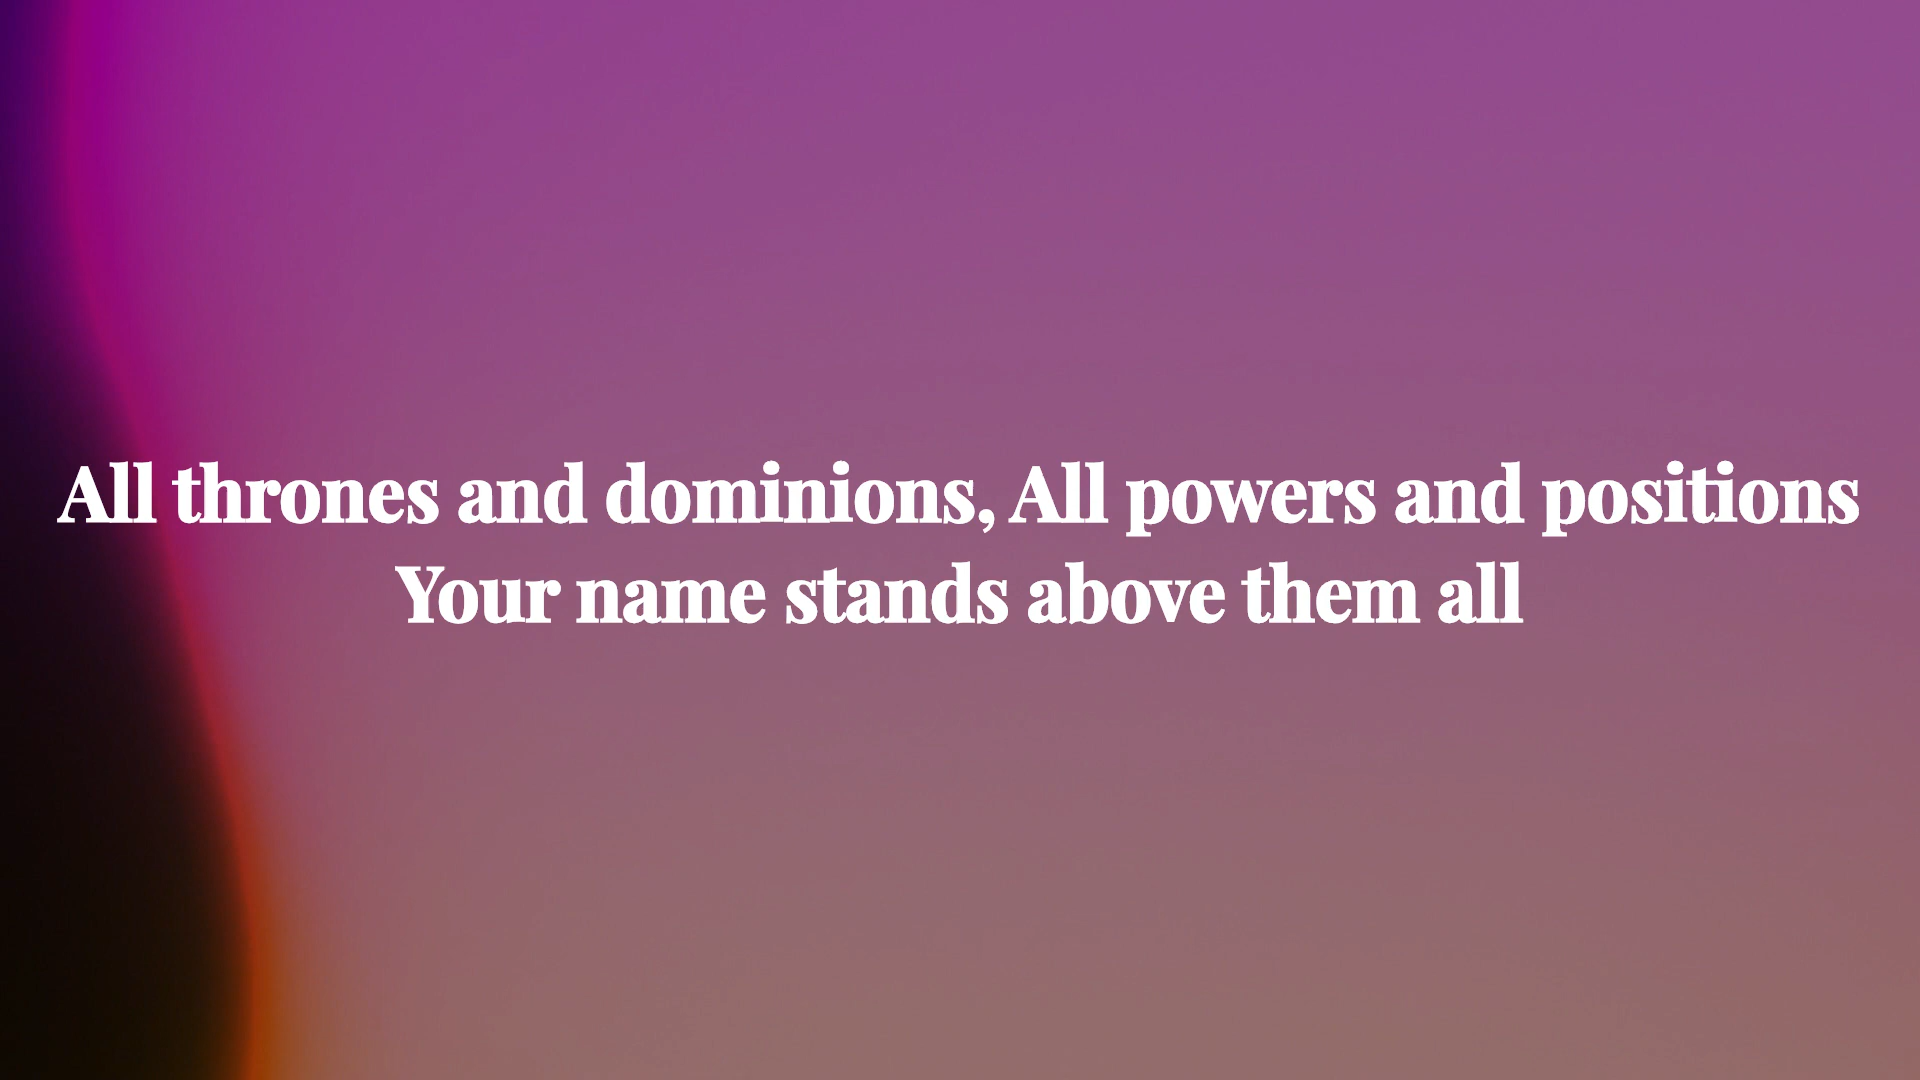 All thrones and dominions, All powers and positions
Your name stands above them all